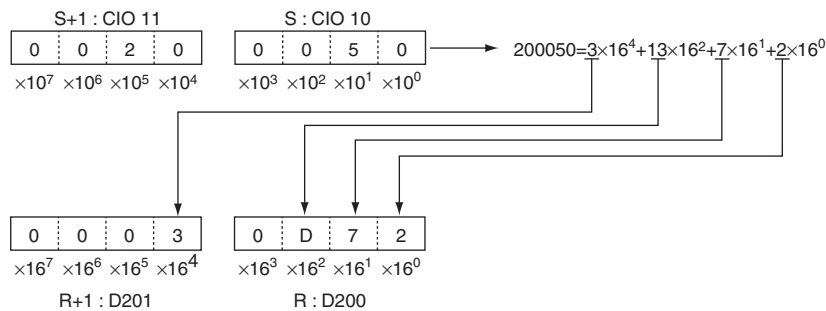 S+1 : CIO 11
S : CIO 10
0 0 2 0
0 0 5 0
200050=3×16⁴+13×16²+7×16¹+2×16⁰
×10⁷ ×10⁶ ×10⁵ ×10⁴
×10³ ×10² ×10¹ ×10⁰
0 0 0 3
0 D 7 2
×16⁷ ×16⁶ ×16⁵ ×16⁴
×16³ ×16² ×16¹ ×16⁰
R+1 : D201
R : D200